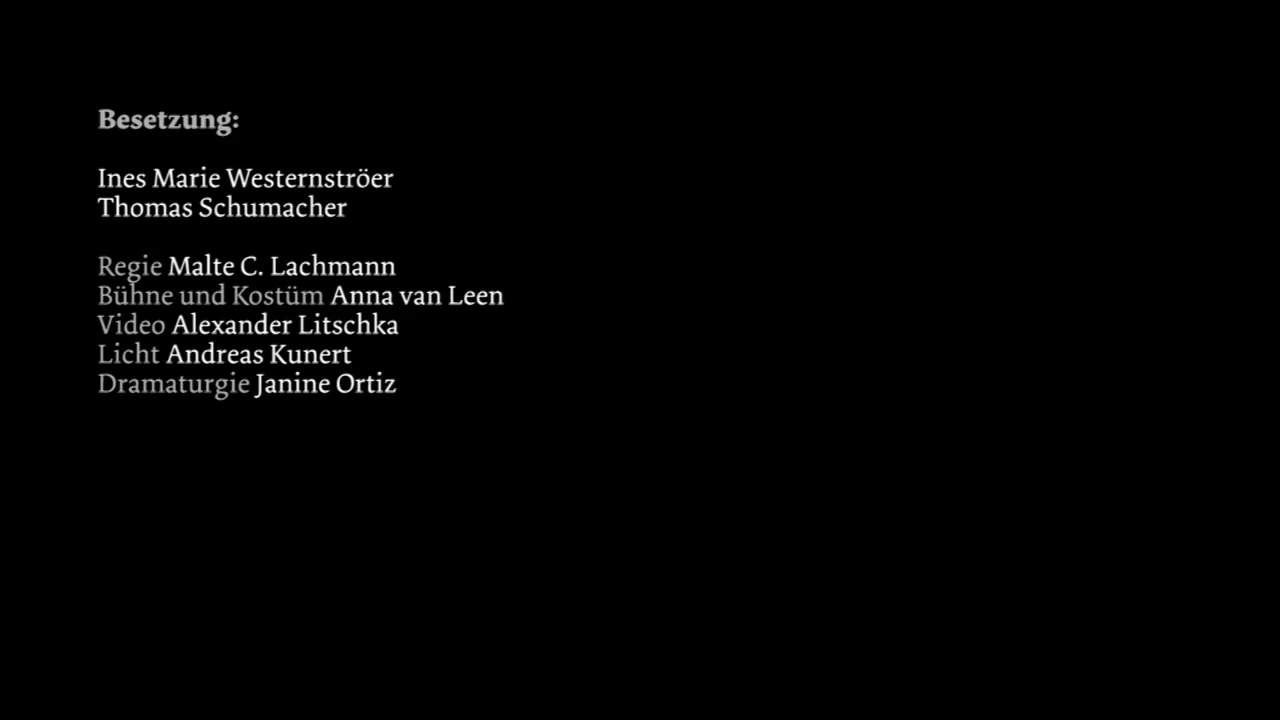 Besetzung:
Ines Marie Westernströer
Thomas Schumacher
Regie Malte C. Lachmann
Bühne und Kostüm Anna van Leen
Video Alexander Litschka
Licht Andreas Kunert
Dramaturgie Janine Ortiz